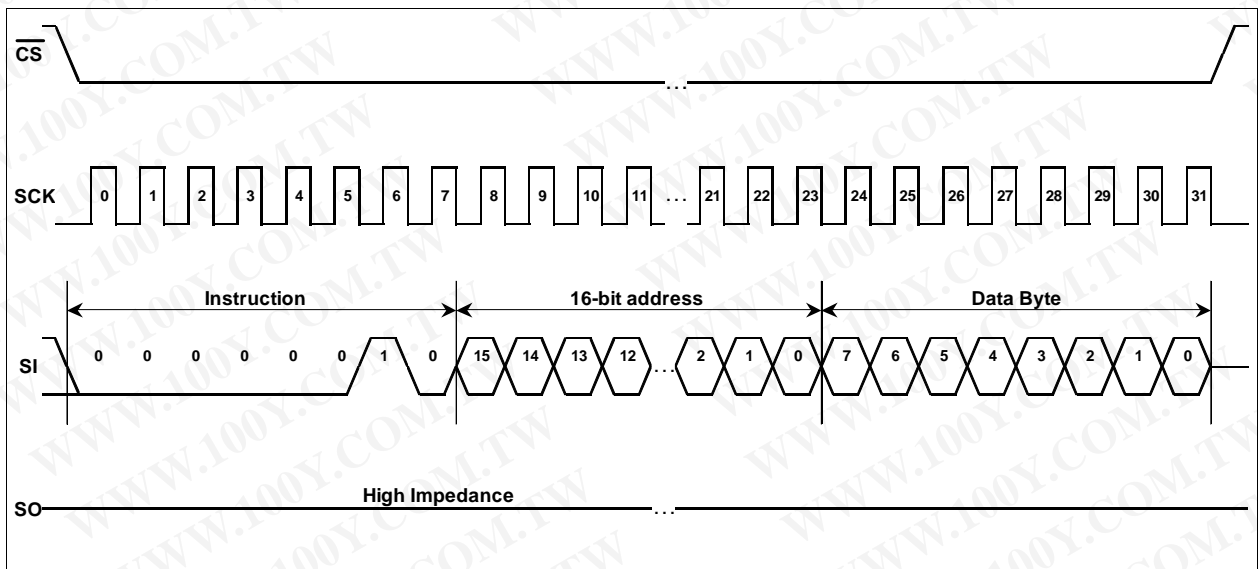 CS
SCK 0 1 2 3 4 5 6 7 8 9 10 11 ... 21 22 23 24 25 26 27 28 29 30 31
Instruction 16-bit address Data Byte
SI 0 0 0 0 0 0 1 0 15 14 13 12 ... 2 1 0 7 6 5 4 3 2 1 0
High Impedance
SO ...
WWW.100Y.COM.TW